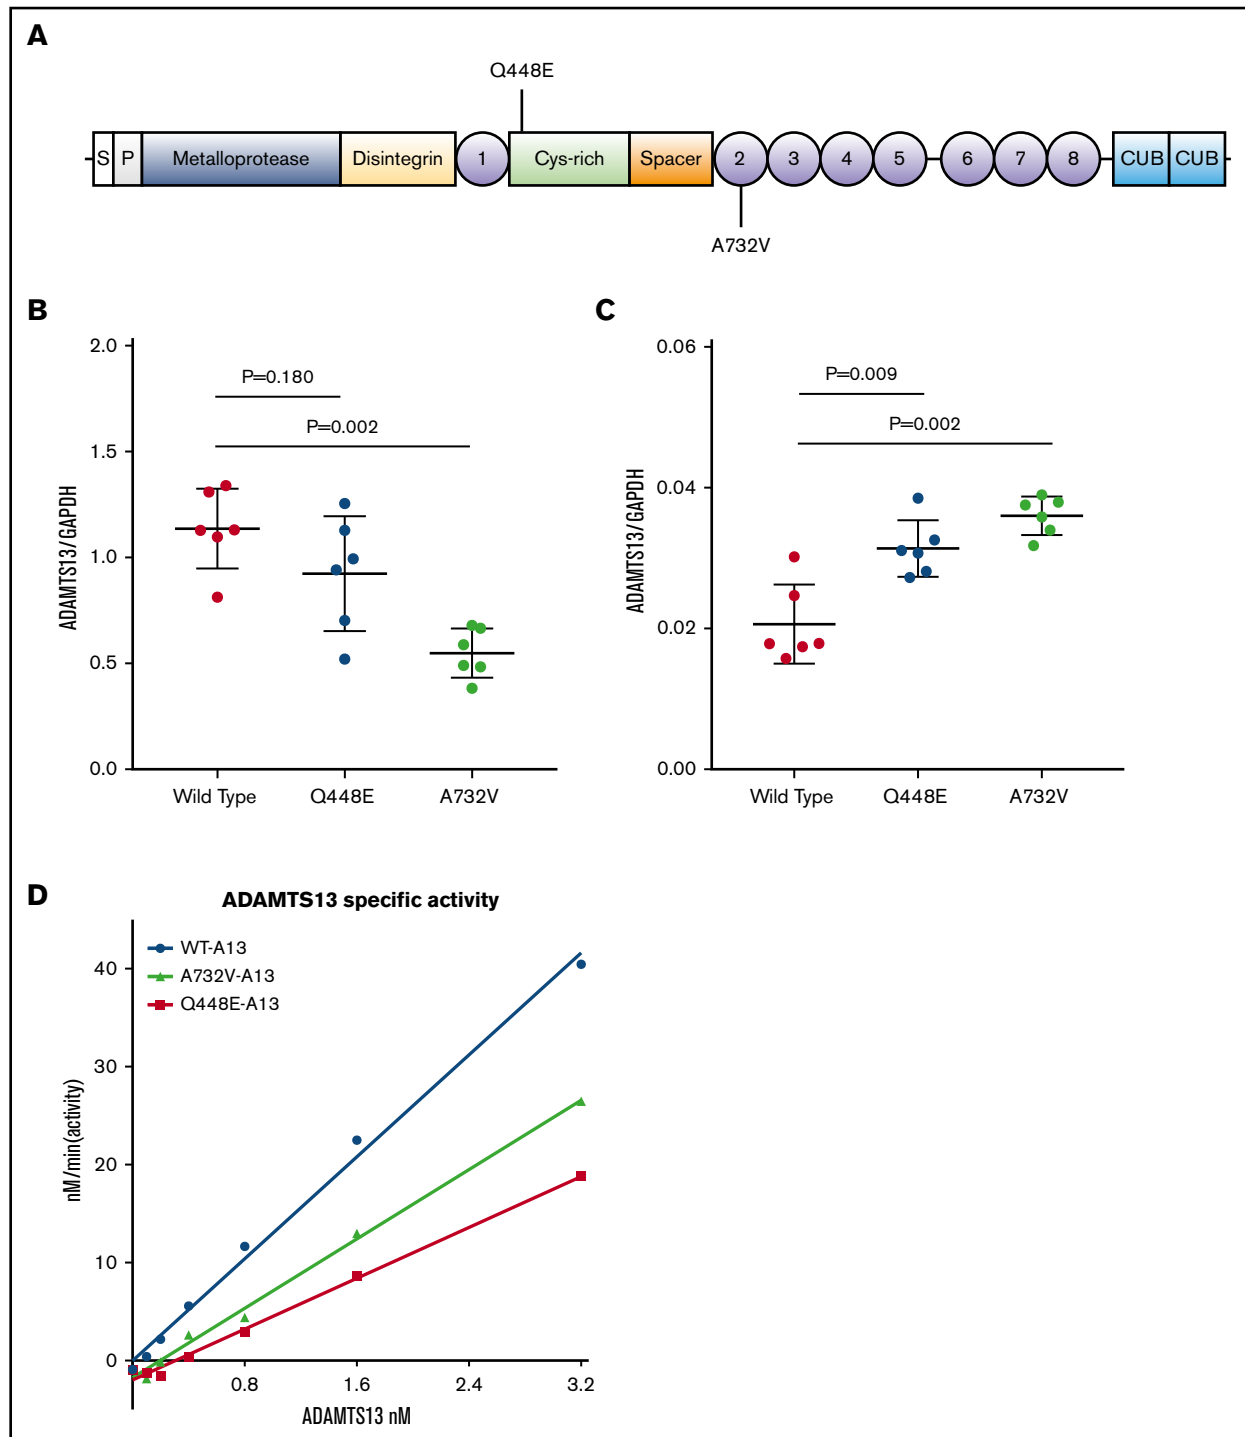 A
Q448E
S P Metalloprotease Disintegrin 1 Cys-rich Spacer 2 3 4 5 6 7 8 CUB CUB
A732V
B
2.0
1.5
1.0
0.5
0.0
ADAMTS13/GAPDH
P=0.180
P=0.002
Wild Type Q448E A732V
C
0.06
0.04
0.02
0.00
ADAMTS13/GAPDH
P=0.009
P=0.002
Wild Type Q448E A732V
D
ADAMTS13 specific activity
WT-A13
A732V-A13
Q448E-A13
40
30
20
10
0
nM/min(activity)
0.8 1.6 2.4 3.2
ADAMTS13 nM